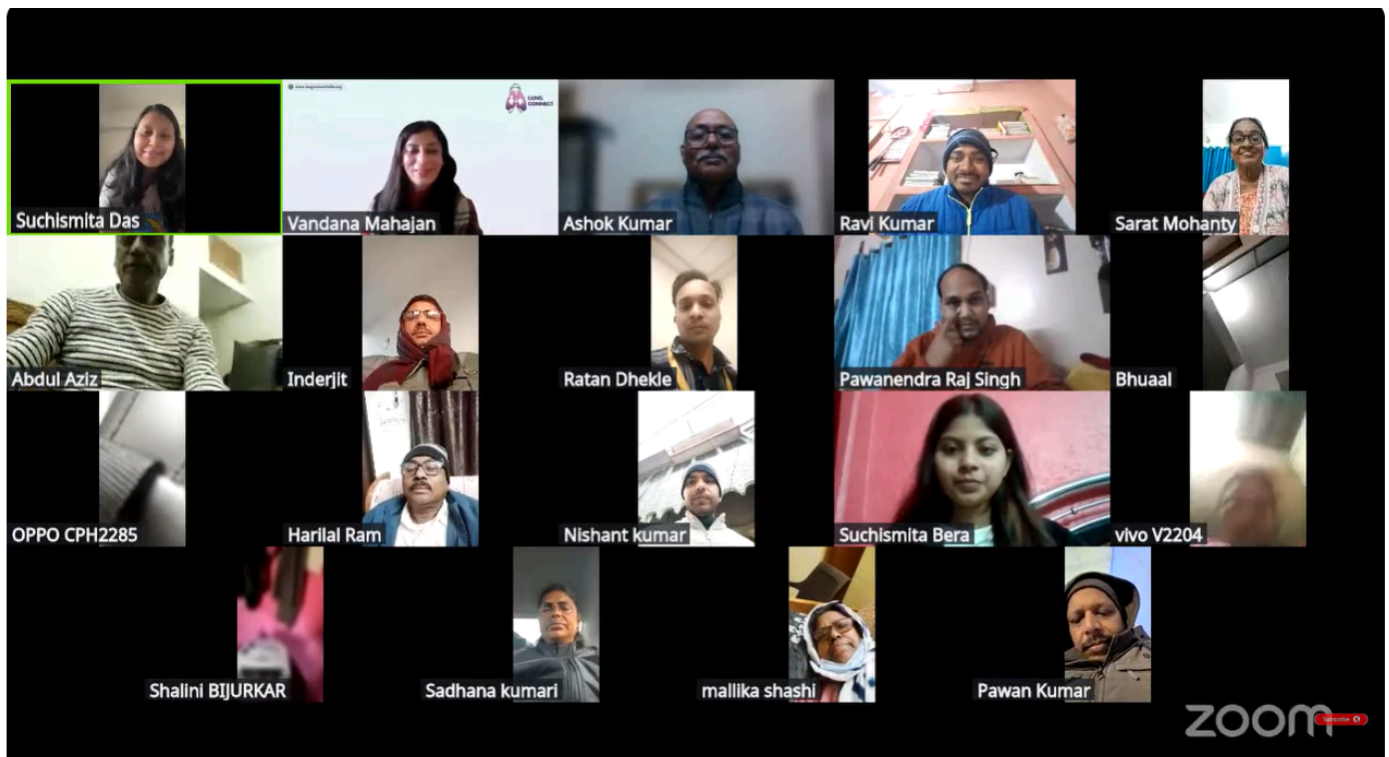 LUNG
CONNECT
Suchismita Das
Vandana Mahajan
Ashok Kumar
Ravi Kumar
Sarat Mohanty
Abdul Aziz
Inderjit
Ratan Dhekle
Pawanendra Raj Singh
Bhuaal
OPPO CPH2285
Harilal Ram
Nishant kumar
Suchismita Bera
vivo V2204
Shalini BIJURKAR
Sadhana kumari
mallika shashi
Pawan Kumar
zoom
Subscribe